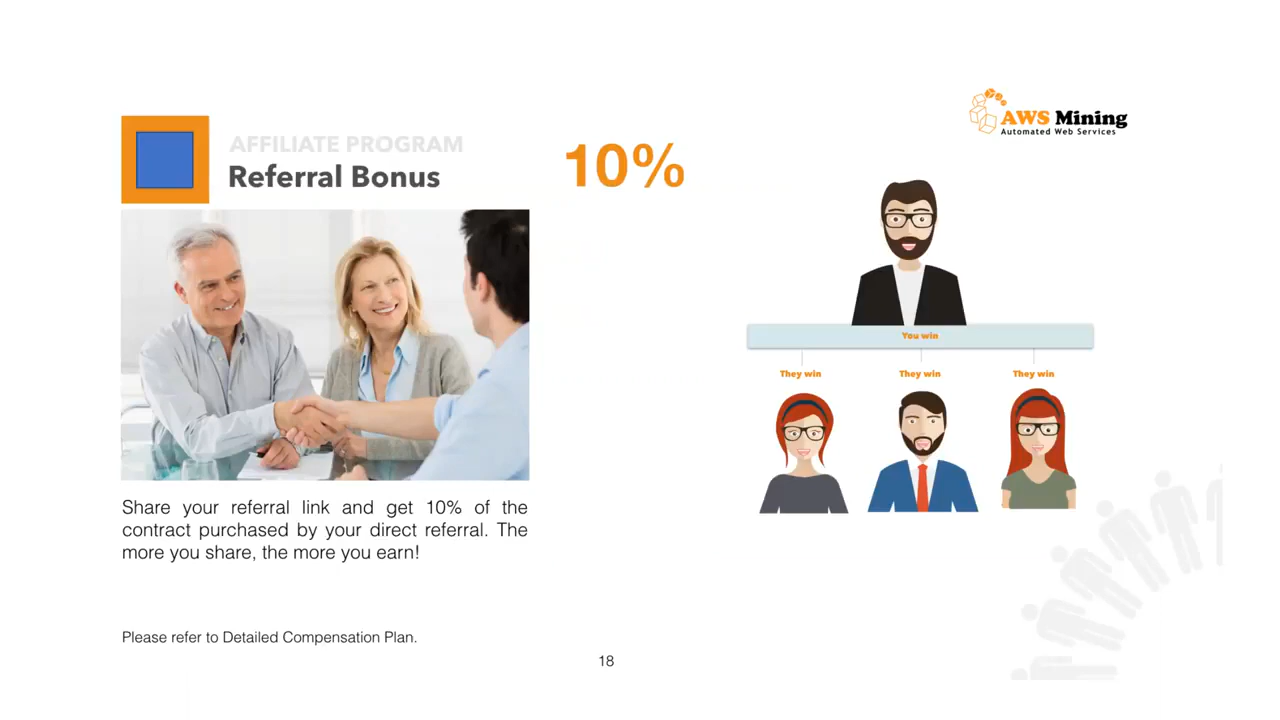 AWS Mining
Automated Web Services
AFFILIATE PROGRAM
Referral Bonus
10%
You win
They win
They win
They win
Share your referral link and get 10% of the
contract purchased by your direct referral. The
more you share, the more you earn!
Please refer to Detailed Compensation Plan.
18